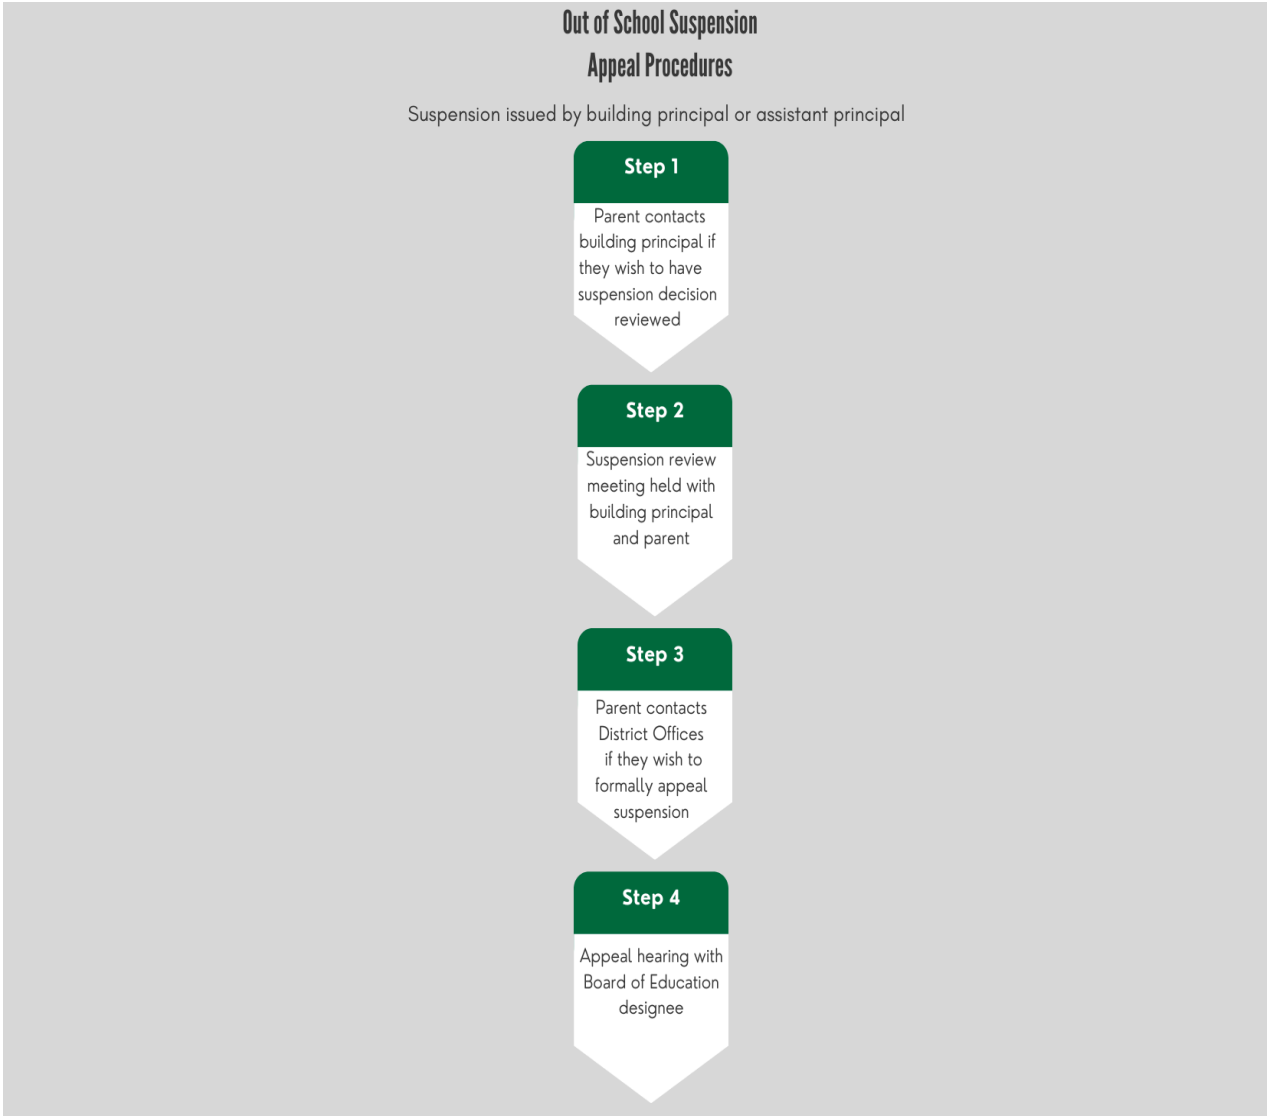 Out of School Suspension
Appeal Procedures
Suspension issued by building principal or assistant principal
Step 1
Parent contacts
building principal if
they wish to have
suspension decision
reviewed
Step 2
Suspension review
meeting held with
building principal
and parent
Step 3
Parent contacts
District Offices
if they wish to
formally appeal
suspension
Step 4
Appeal hearing with
Board of Education
designee